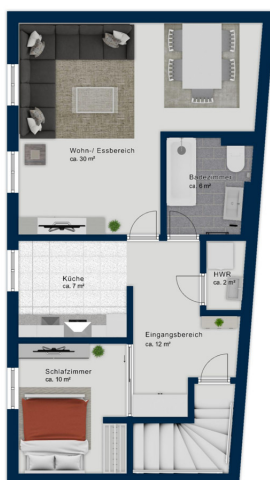 Wohn-/ Essbereich
ca. 30 m²
Badezimmer
ca. 6 m²
Küche
ca. 7 m²
HWR
ca. 2 m²
Eingangsbereich
ca. 12 m²
Schlafzimmer
ca. 10 m²